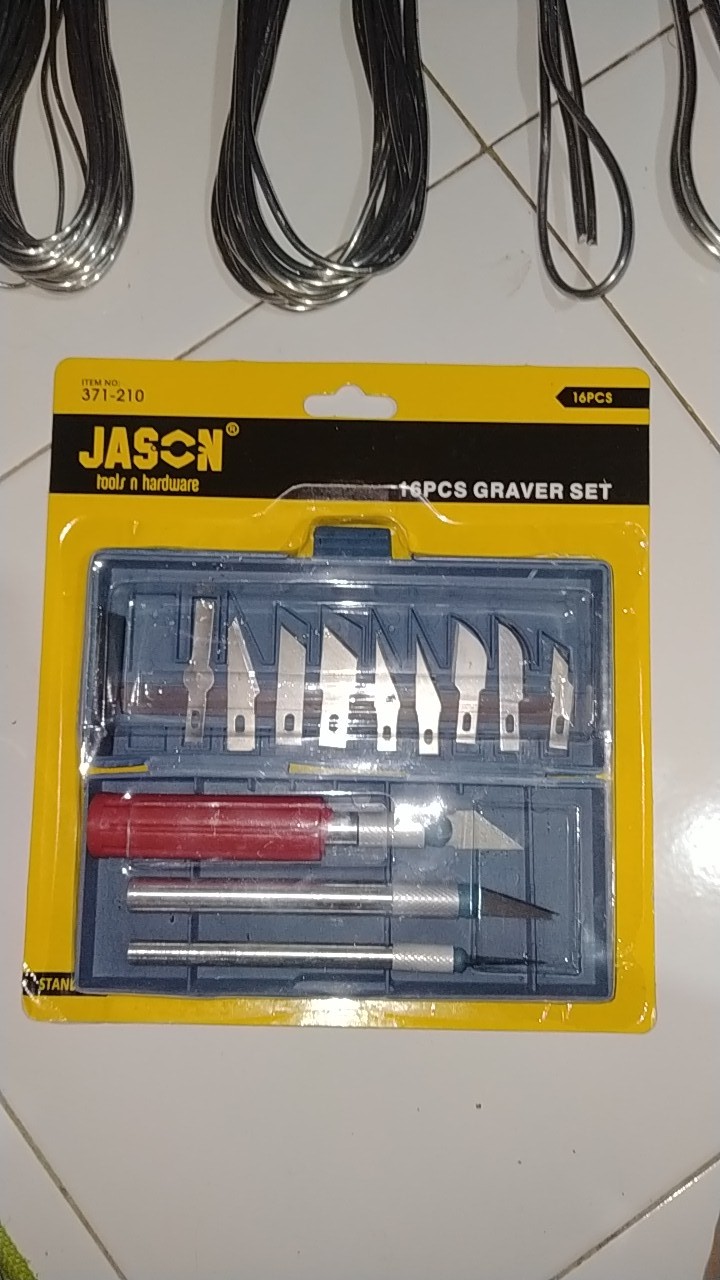 ITEM NO:
371-210
16PCS
JASON®
tools n hardware
16PCS GRAVER SET